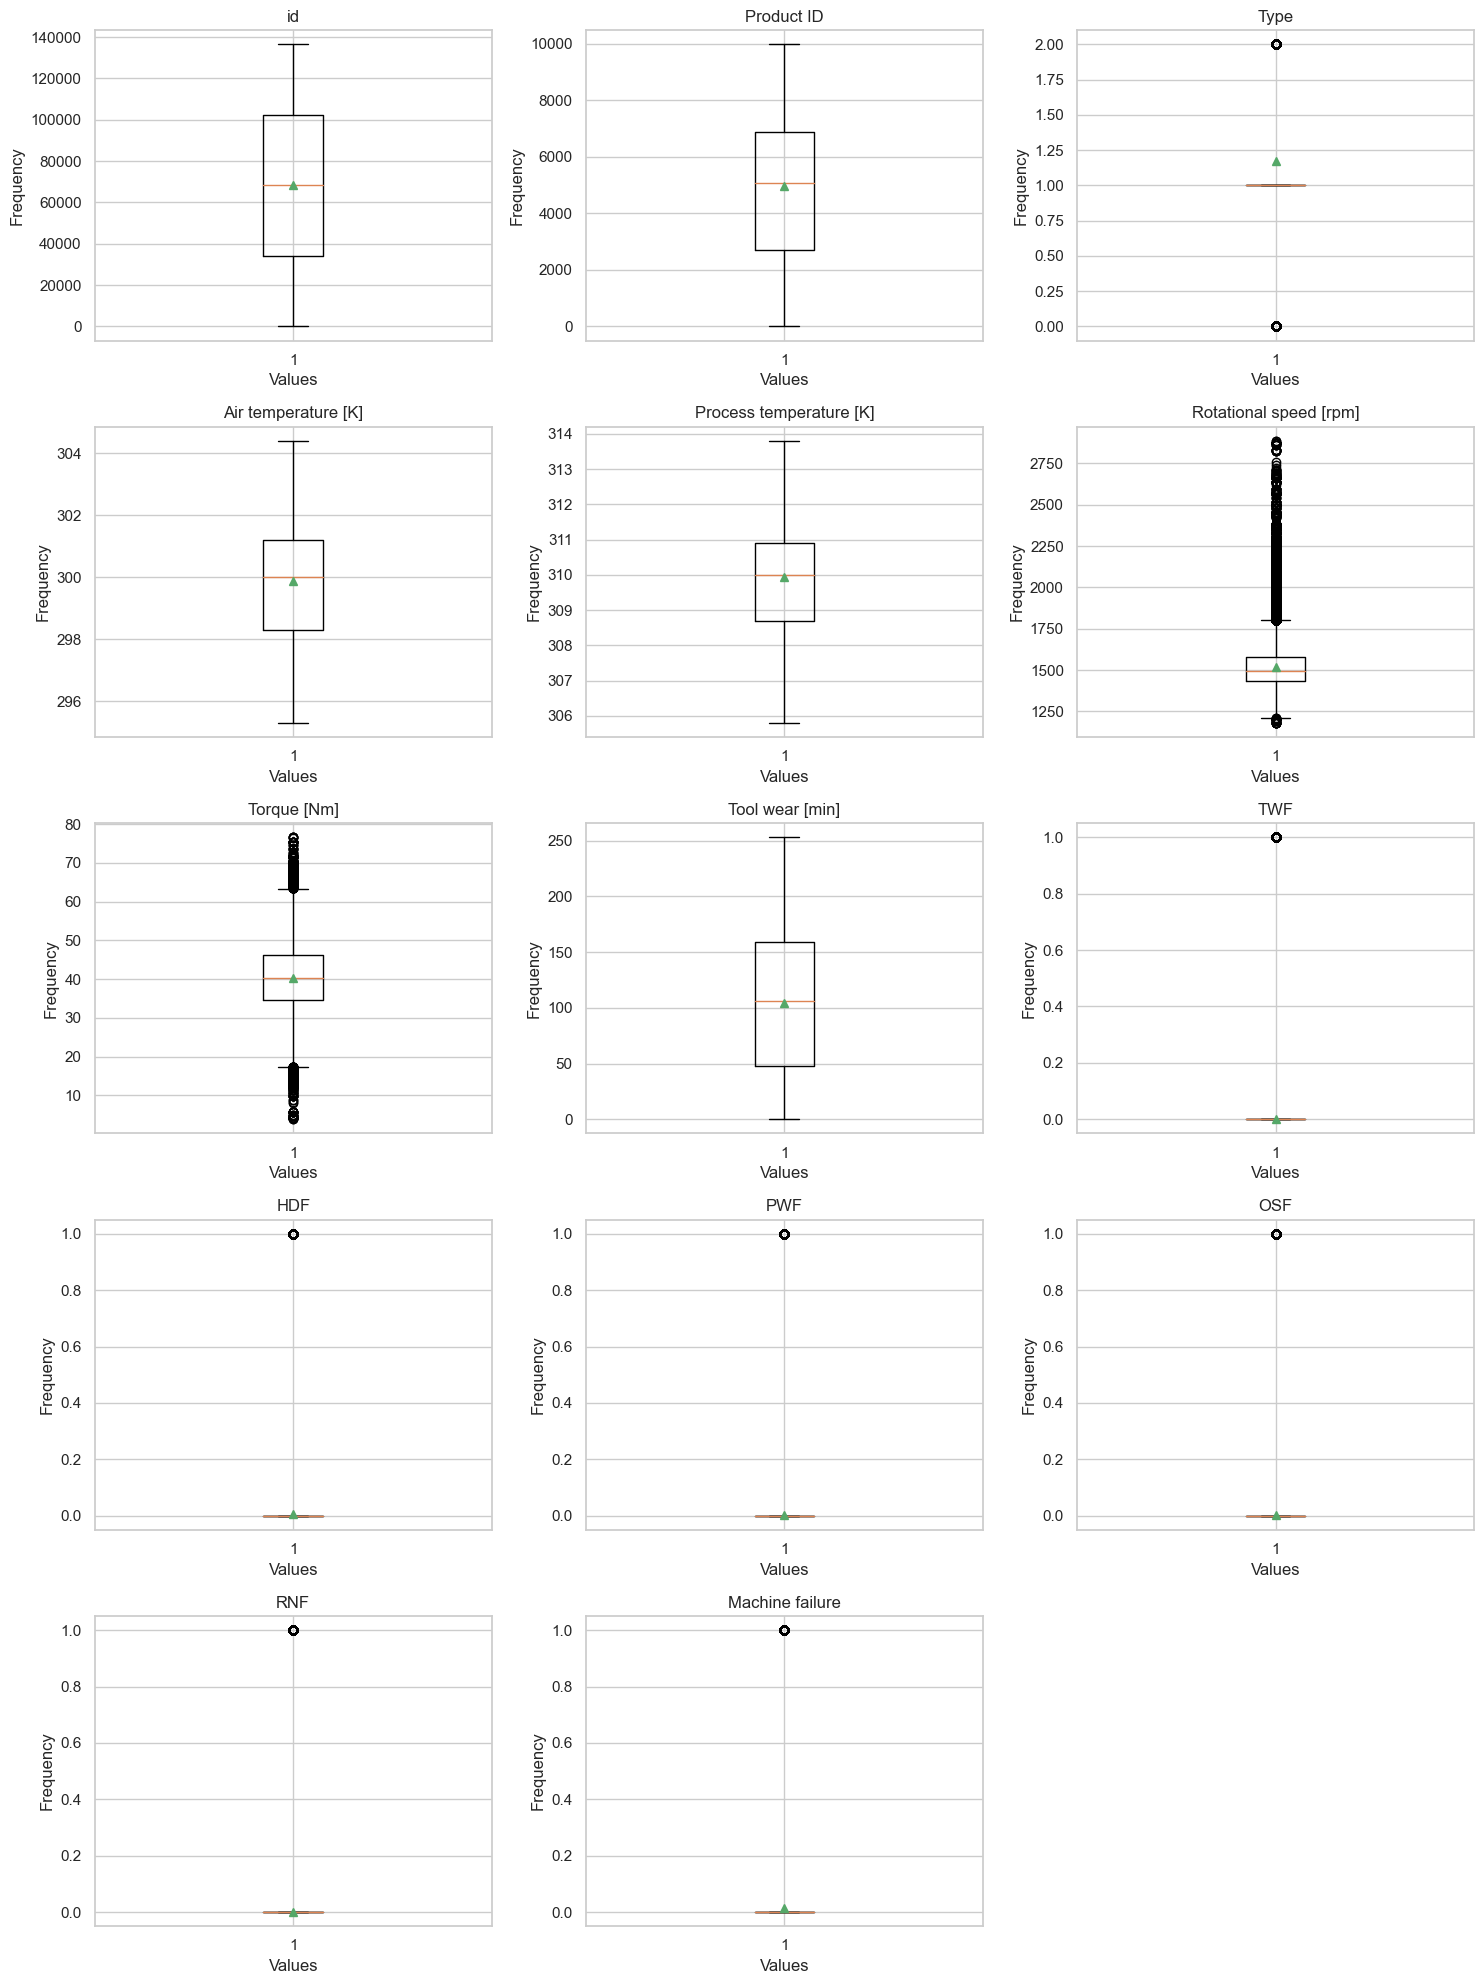 id
140000
120000
100000
80000
60000
40000
20000
0
Frequency
1
Values
Product ID
10000
8000
6000
4000
2000
0
Frequency
1
Values
Type
2.00
1.75
1.50
1.25
1.00
0.75
0.50
0.25
0.00
Frequency
1
Values
Air temperature [K]
304
302
300
298
296
Frequency
1
Values
Process temperature [K]
314
313
312
311
310
309
308
307
306
Frequency
1
Values
Rotational speed [rpm]
2750
2500
2250
2000
1750
1500
1250
Frequency
1
Values
Torque [Nm]
80
70
60
50
40
30
20
10
Frequency
1
Values
Tool wear [min]
250
200
150
100
50
0
Frequency
1
Values
TWF
1.0
0.8
0.6
0.4
0.2
0.0
Frequency
1
Values
HDF
1.0
0.8
0.6
0.4
0.2
0.0
Frequency
1
Values
PWF
1.0
0.8
0.6
0.4
0.2
0.0
Frequency
1
Values
OSF
1.0
0.8
0.6
0.4
0.2
0.0
Frequency
1
Values
RNF
1.0
0.8
0.6
0.4
0.2
0.0
Frequency
1
Values
Machine failure
1.0
0.8
0.6
0.4
0.2
0.0
Frequency
1
Values